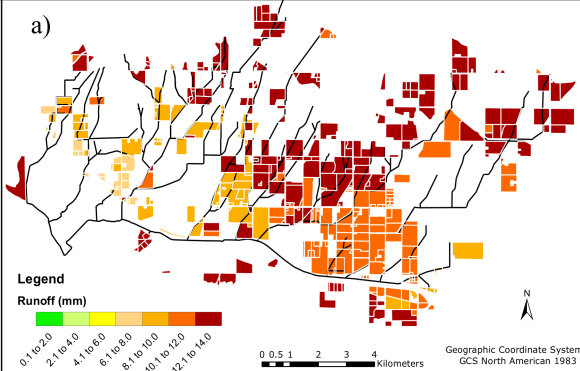 a)
Legend
Runoff (mm)
0.1 to 2.0
2.1 to 4.0
4.1 to 6.0
6.1 to 8.0
8.1 to 10.0
10.1 to 12.0
12.1 to 14.0
N
0 0.5 1 2 3 4
Kilometers
Geographic Coordinate System
GCS North American 1983